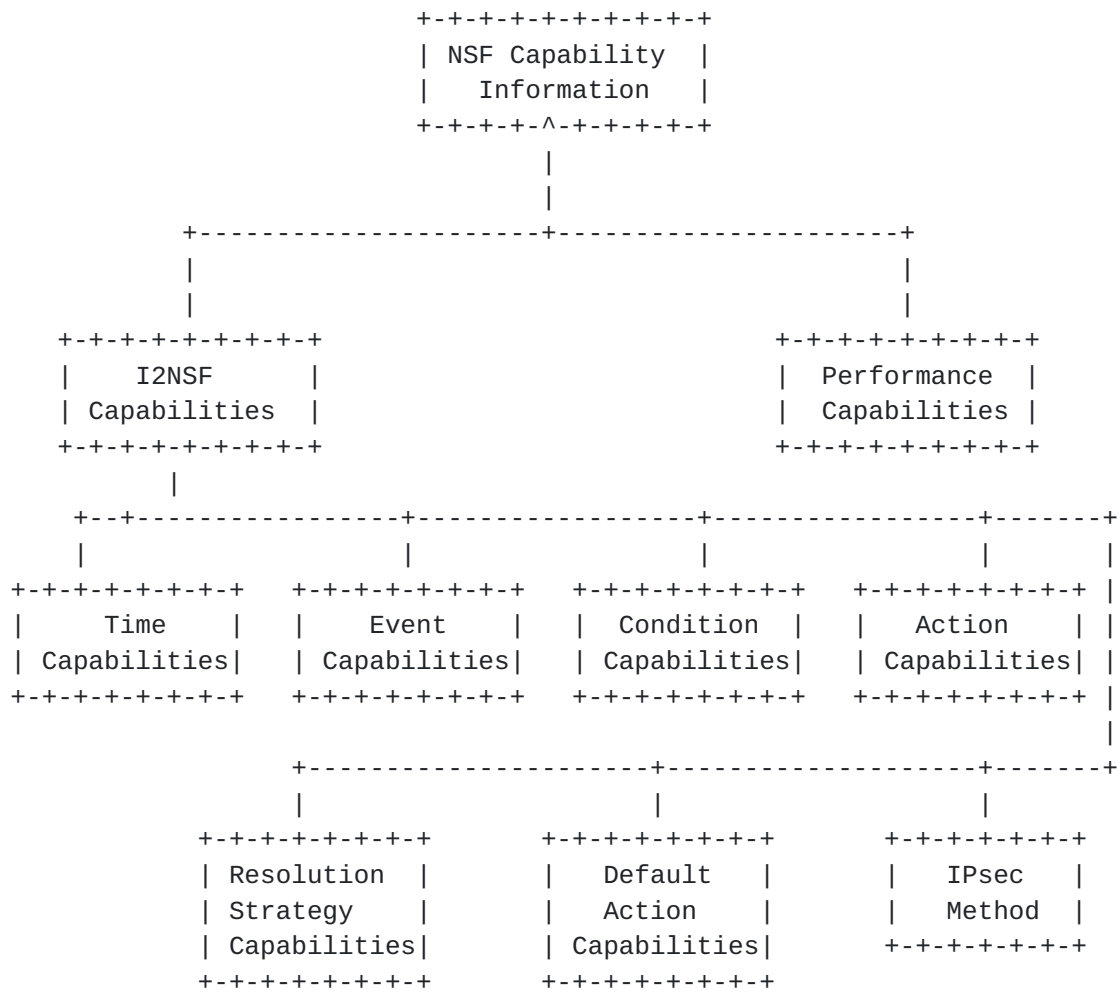 NSF Capability
Information
I2NSF Performance
Capabilities Capabilities
Time Event Condition Action
Capabilities Capabilities Capabilities Capabilities
Resolution Default IPsec
Strategy Action Method
Capabilities Capabilities